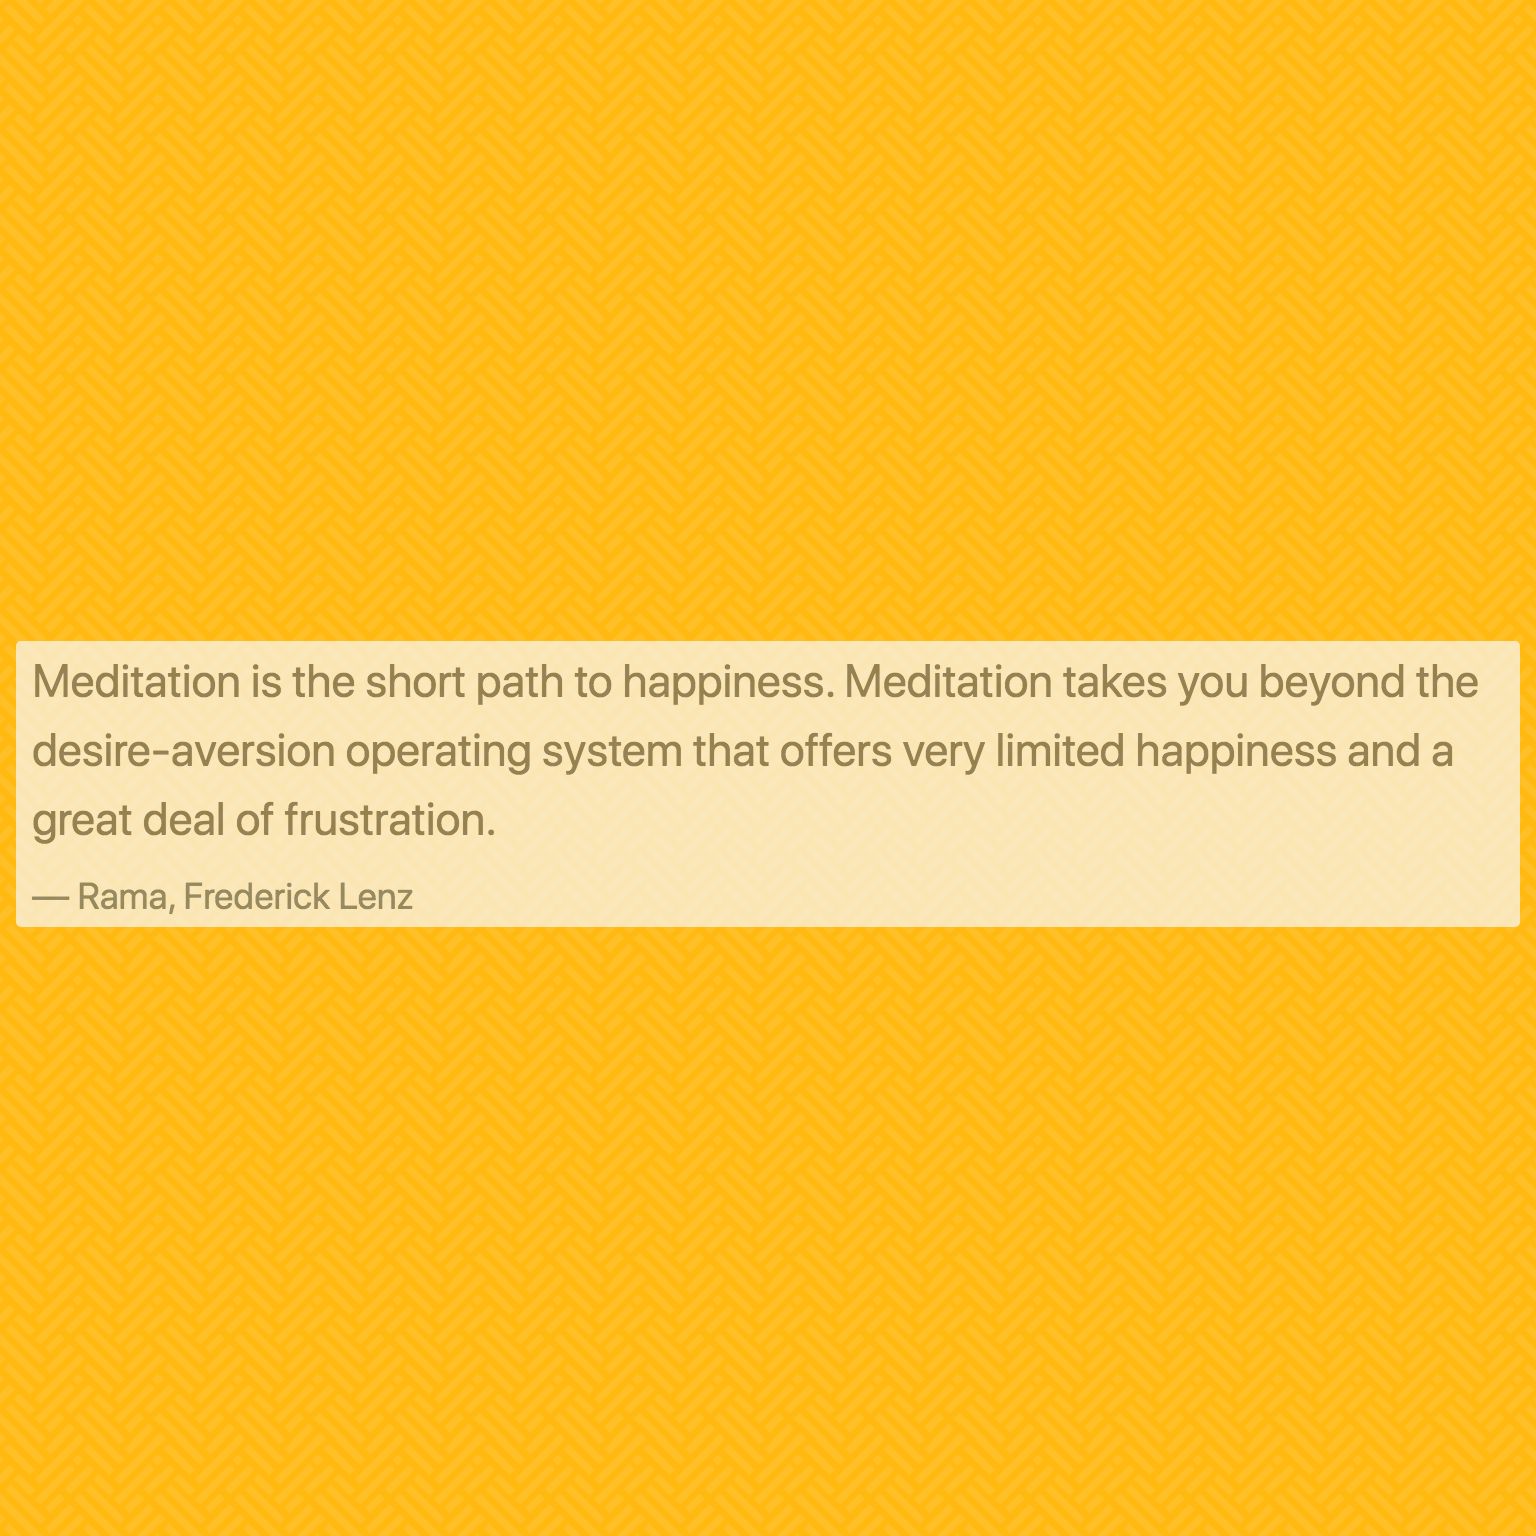 Meditation is the short path to happiness. Meditation takes you beyond the
desire-aversion operating system that offers very limited happiness and a
great deal of frustration.
— Rama, Frederick Lenz